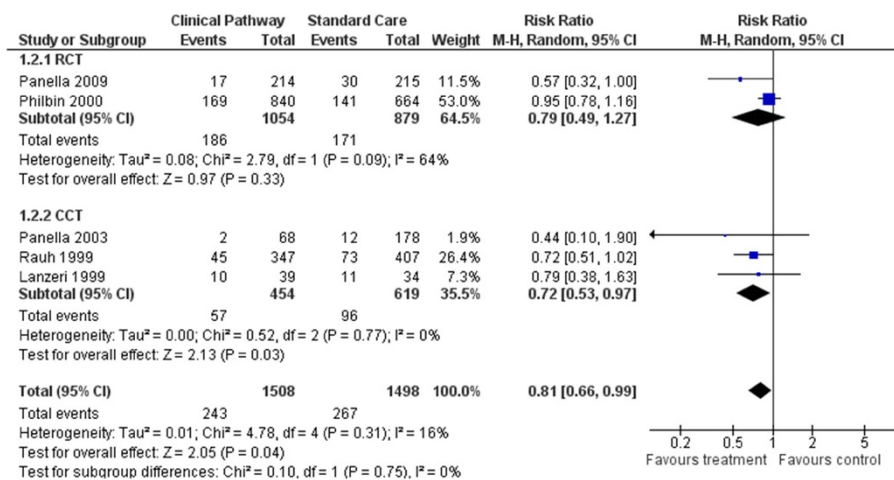 Clinical Pathway Standard Care Risk Ratio Risk Ratio
Study or Subgroup Events Total Events Total Weight M-H, Random, 95% CI M-H, Random, 95% CI
1.2.1 RCT
Panella 2009 17 214 30 215 11.5% 0.57 [0.32, 1.00]
Philbin 2000 169 840 141 664 53.0% 0.95 [0.78, 1.16]
Subtotal (95% CI) 1054 879 64.5% 0.79 [0.49, 1.27]
Total events 186 171
Heterogeneity: Tau² = 0.08; Chi² = 2.79, df = 1 (P = 0.09); I² = 64%
Test for overall effect: Z = 0.97 (P = 0.33)
1.2.2 CCT
Panella 2003 2 68 12 178 1.9% 0.44 [0.10, 1.90]
Rauh 1999 45 347 73 407 26.4% 0.72 [0.51, 1.02]
Lanzeri 1999 10 39 11 34 7.3% 0.79 [0.38, 1.63]
Subtotal (95% CI) 454 619 35.5% 0.72 [0.53, 0.97]
Total events 57 96
Heterogeneity: Tau² = 0.00; Chi² = 0.52, df = 2 (P = 0.77); I² = 0%
Test for overall effect: Z = 2.13 (P = 0.03)
Total (95% CI) 1508 1498 100.0% 0.81 [0.66, 0.99]
Total events 243 267
Heterogeneity: Tau² = 0.01; Chi² = 4.78, df = 4 (P = 0.31); I² = 16%
Test for overall effect: Z = 2.05 (P = 0.04)
Test for subgroup differences: Chi² = 0.10, df = 1 (P = 0.75), I² = 0%
0.2 0.5 1 2 5
Favours treatment Favours control